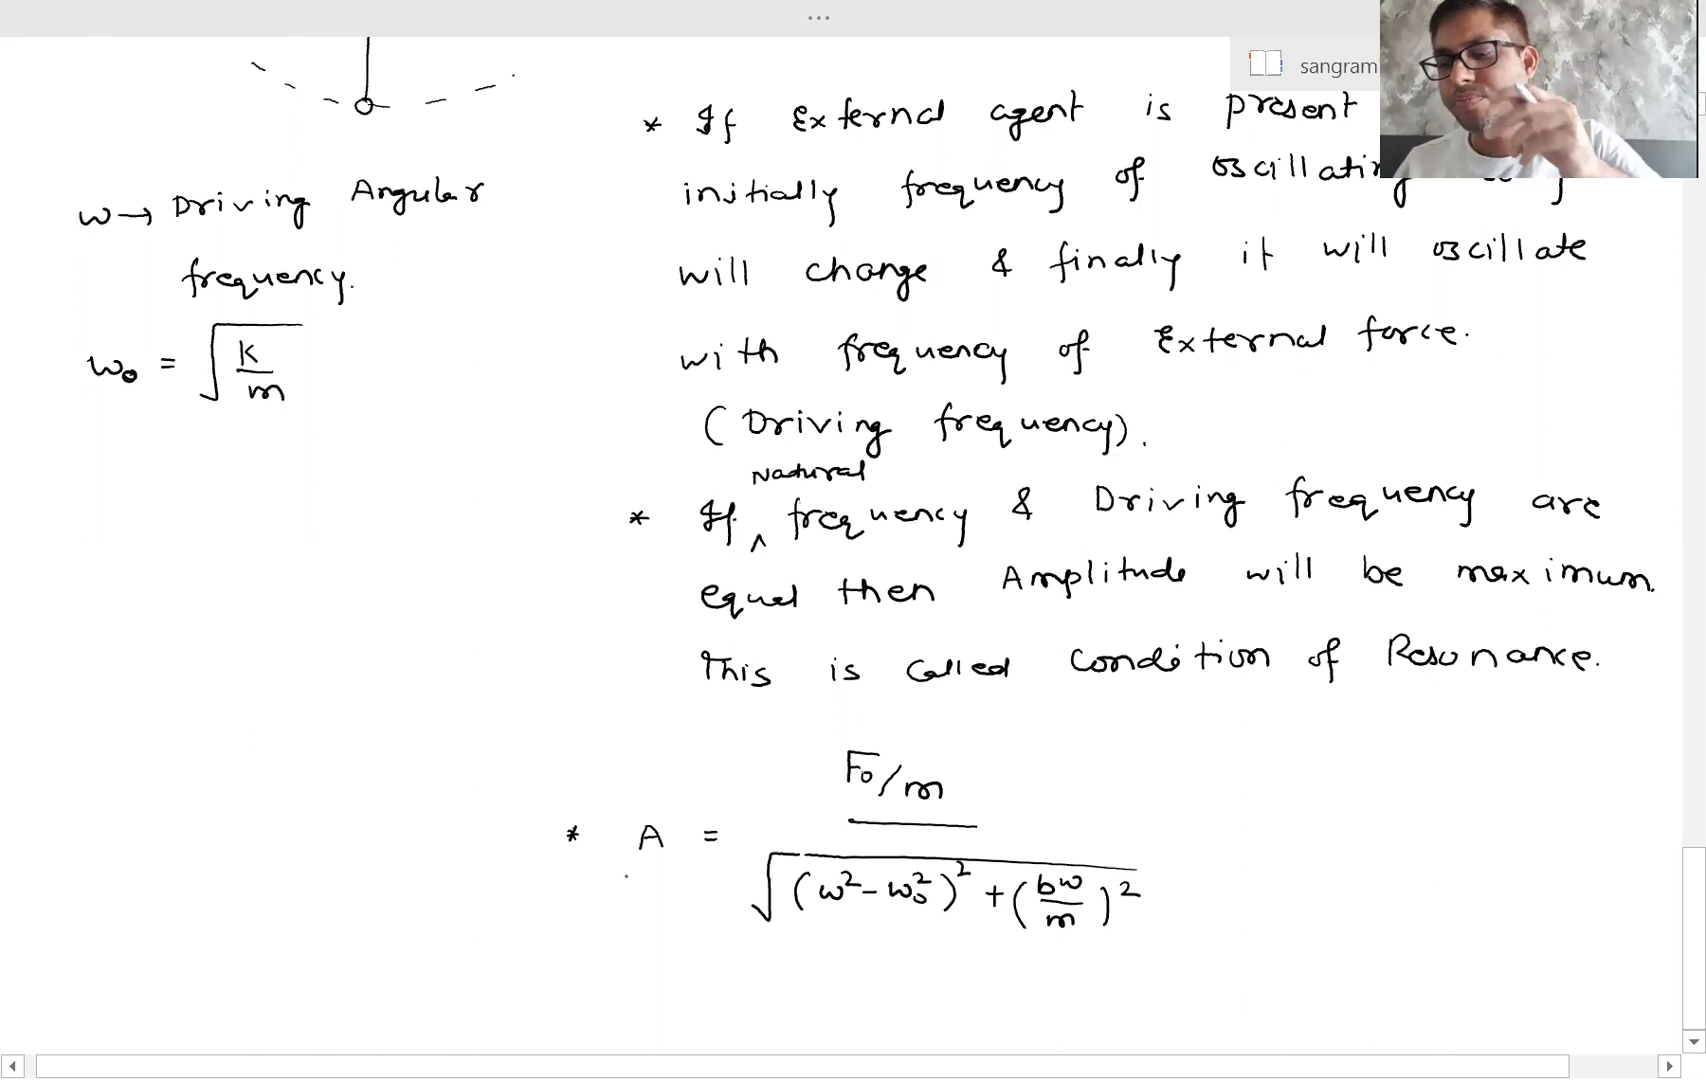 ...
sangram
ω → Driving Angular
frequency.
ω₀ = √(K/m)
* If External agent is present
initially frequency of oscillating
will change & finally it will oscillate
with frequency of External force.
(Driving frequency).
Natural
* If ^ frequency & Driving frequency are
equal then Amplitude will be maximum.
This is called condition of Resonance.
* A = (F₀/m) / √((ω² - ω₀²)² + (bω/m)²)